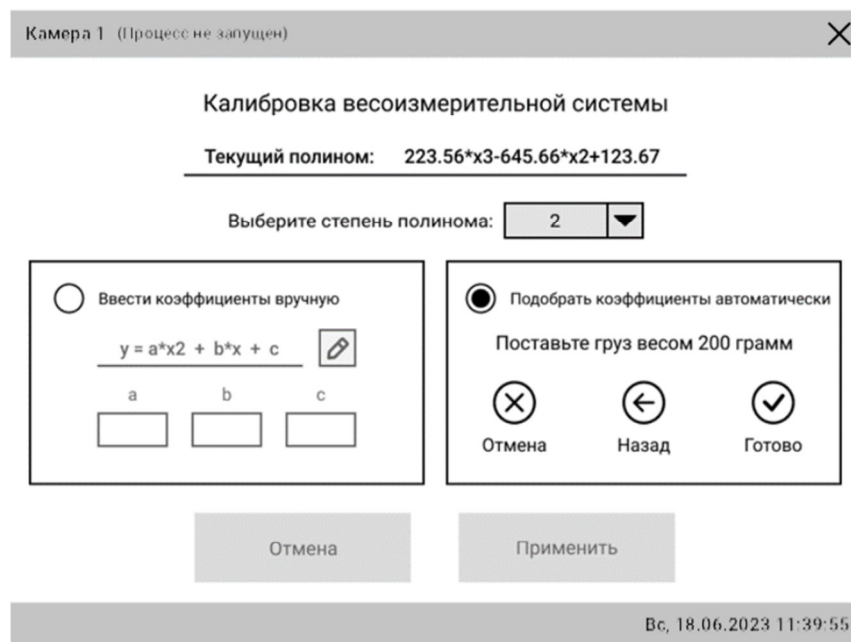 Камера 1 (Процесс не запущен)
Калибровка весоизмерительной системы
Текущий полином: 223.56*x3-645.66*x2+123.67
Выберите степень полинома: 2
Ввести коэффициенты вручную
y = a*x2 + b*x + c
a b c
Подобрать коэффициенты автоматически
Поставьте груз весом 200 грамм
Отмена Назад Готово
Отмена Применить
Вс, 18.06.2023 11:39:55